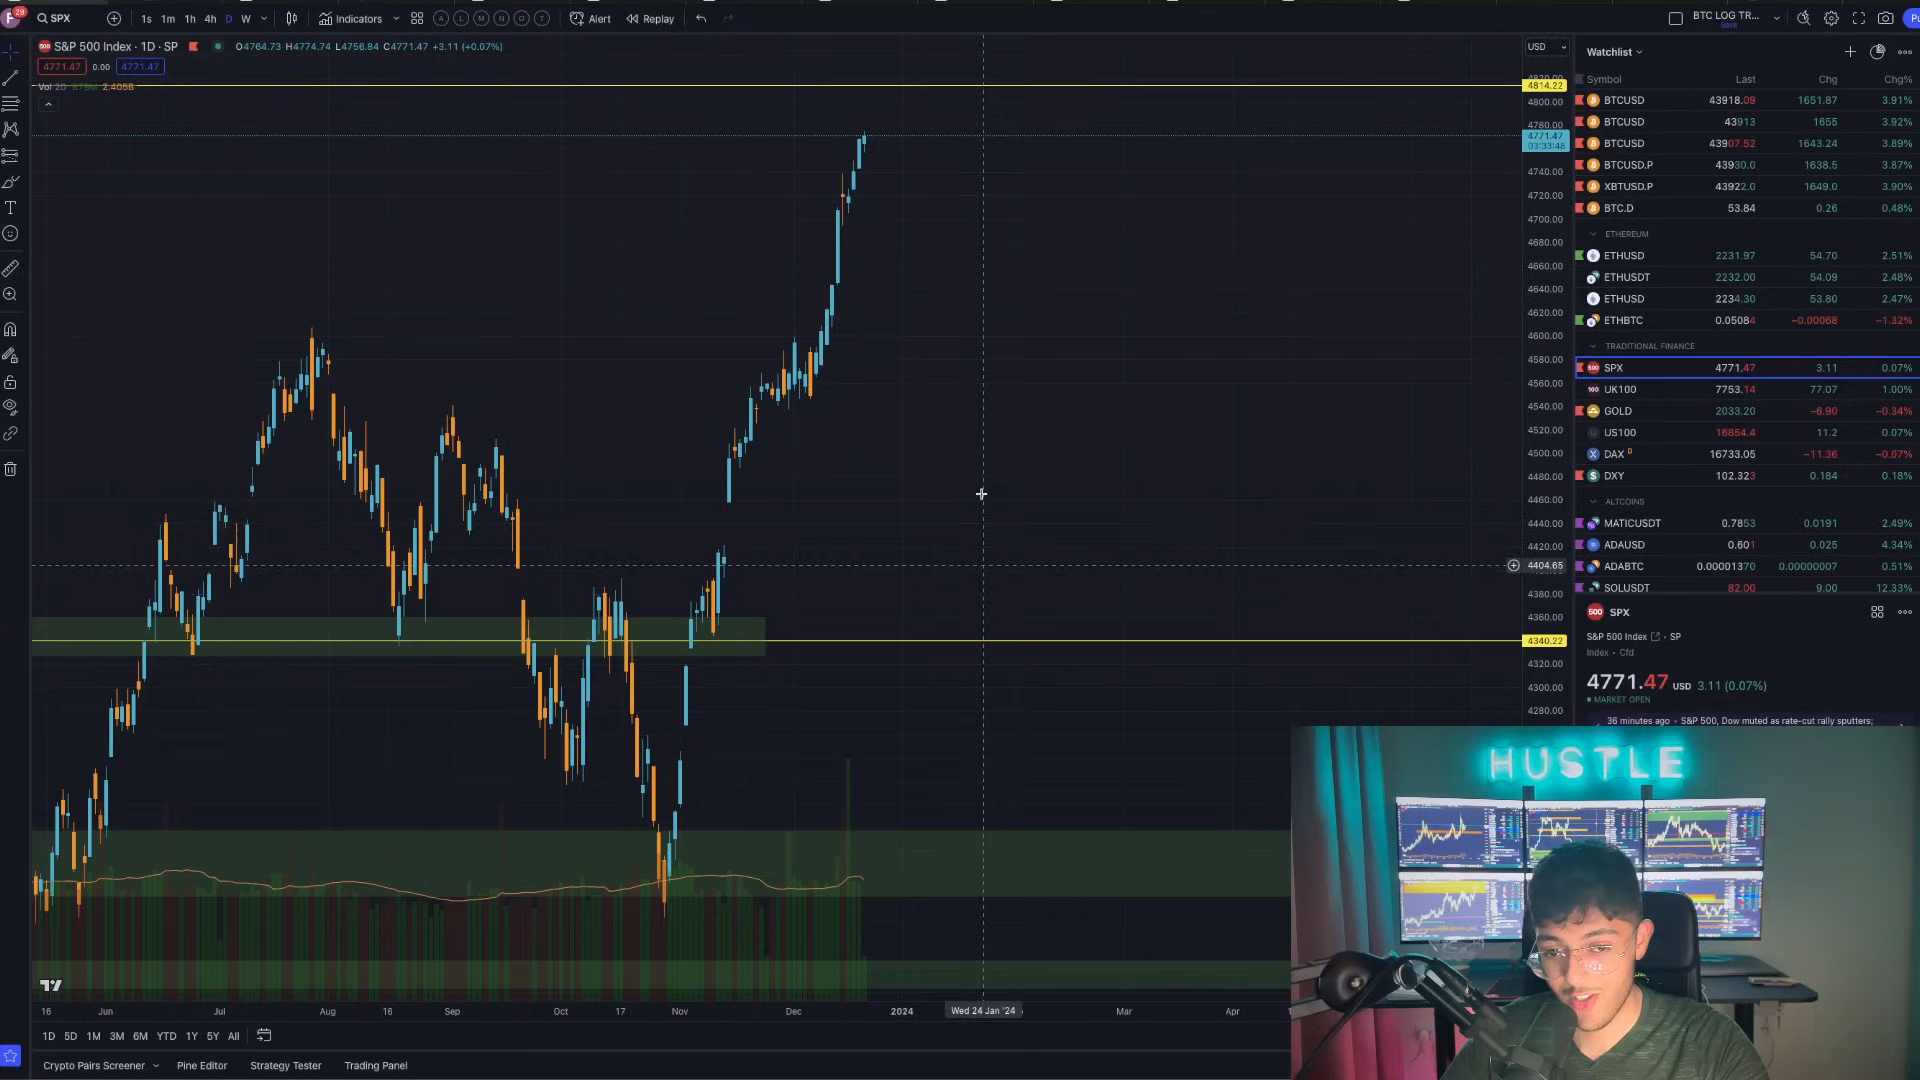 29
SPX
1s 1m 1h 4h D W
Indicators
A L M N O T
Alert
Replay
BTC LOG TR...
Save
S&P 500 Index · 1D · SP
O4764.73 H4774.74 L4756.84 C4771.47 +3.11 (+0.07%)
4771.47 0.00 4771.47
Vol 20 878M 2.405B
USD
4814.22
4800.00
4780.00
4771.47
03:33:48
4740.00
4720.00
4700.00
4680.00
4660.00
4640.00
4620.00
4600.00
4580.00
4560.00
4540.00
4520.00
4500.00
4480.00
4460.00
4440.00
4420.00
4404.65
4380.00
4360.00
4340.22
4320.00
4300.00
4280.00
Watchlist
Symbol Last Chg Chg%
BTCUSD 43918.09 1651.87 3.91%
BTCUSD 43913 1655 3.92%
BTCUSD 43907.52 1643.24 3.89%
BTCUSD.P 43930.0 1638.5 3.87%
XBTUSD.P 43922.0 1649.0 3.90%
BTC.D 53.84 0.26 0.48%
ETHEREUM
ETHUSD 2231.97 54.70 2.51%
ETHUSDT 2232.00 54.09 2.48%
ETHUSD 2234.30 53.80 2.47%
ETHBTC 0.05084 −0.00068 −1.32%
TRADITIONAL FINANCE
SPX 4771.47 3.11 0.07%
UK100 7753.14 77.07 1.00%
GOLD 2033.20 −6.90 −0.34%
US100 16854.4 11.2 0.07%
DAX D 16733.05 −11.36 −0.07%
DXY 102.323 0.184 0.18%
ALTCOINS
MATICUSDT 0.7853 0.0191 2.49%
ADAUSD 0.601 0.025 4.34%
ADABTC 0.00001370 0.00000007 0.51%
SOLUSDT 82.00 9.00 12.33%
500 SPX
S&P 500 Index · SP
Index · Cfd
4771.47 USD 3.11 (0.07%)
MARKET OPEN
36 minutes ago · S&P 500, Dow muted as rate-cut rally sputters;
HUSTLE
16 Jun Jul Aug 16 Sep Oct 17 Nov Dec 2024 Wed 24 Jan '24 Mar Apr
1D 5D 1M 3M 6M YTD 1Y 5Y All
Crypto Pairs Screener Pine Editor Strategy Tester Trading Panel